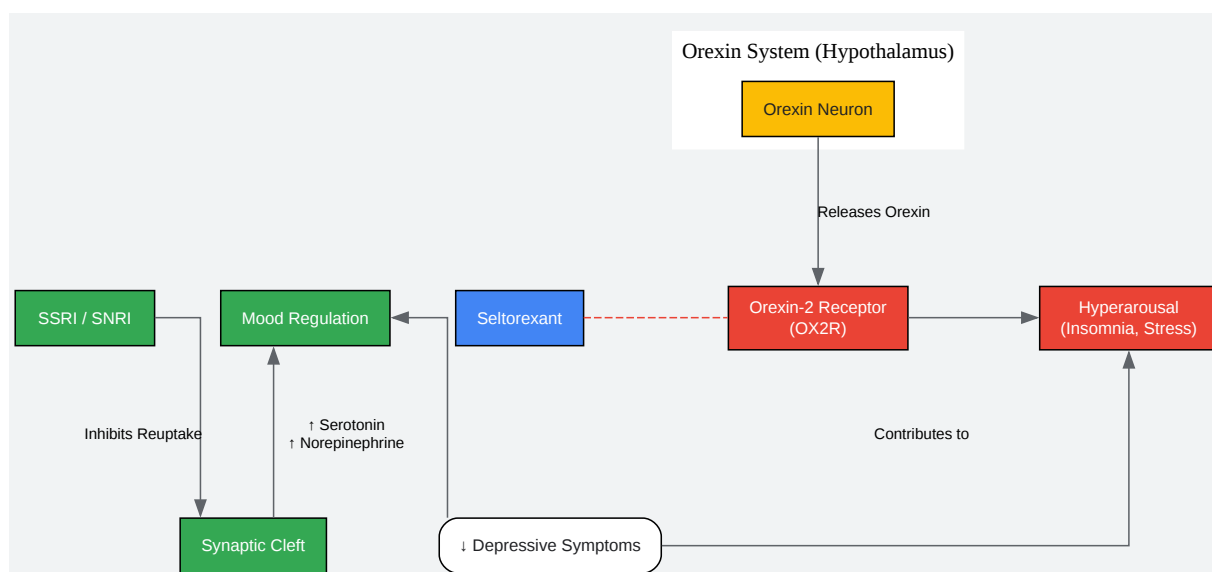 Orexin System (Hypothalamus)
Orexin Neuron
Releases Orexin
SSRI / SNRI
Mood Regulation
Seltorexant
Orexin-2 Receptor
(OX2R)
Hyperarousal
(Insomnia, Stress)
Inhibits Reuptake
↑ Serotonin
↑ Norepinephrine
Contributes to
Synaptic Cleft
↓ Depressive Symptoms